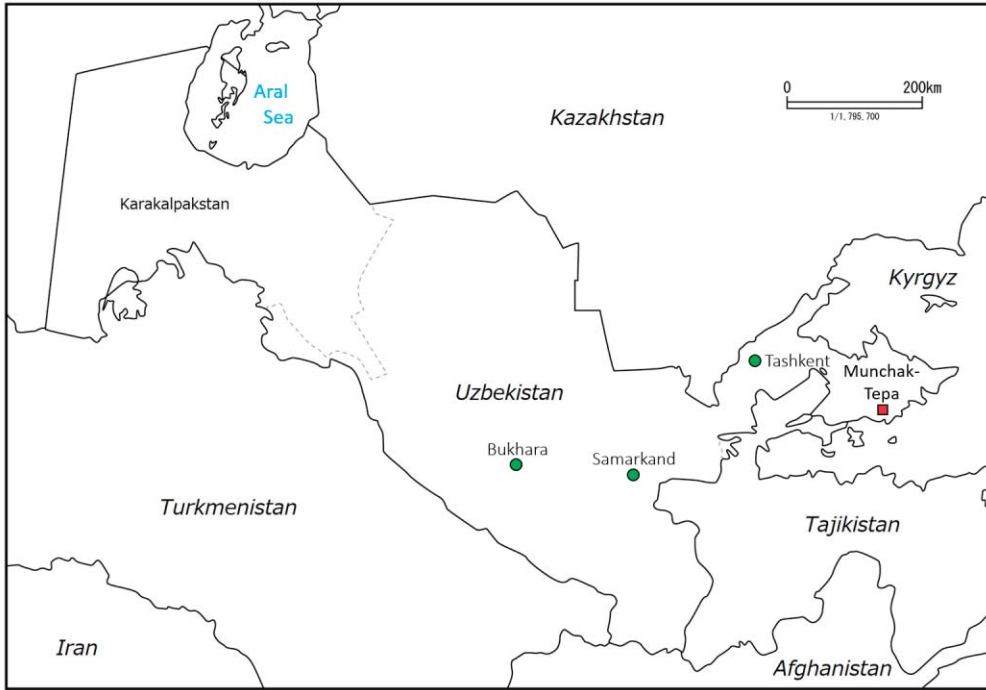 Aral
Sea
Kazakhstan
0 200km
1/1,795,700
Karakalpakstan
Kyrgyz
Tashkent
Munchak-
Tepa
Uzbekistan
Bukhara
Samarkand
Turkmenistan
Tajikistan
Iran
Afghanistan